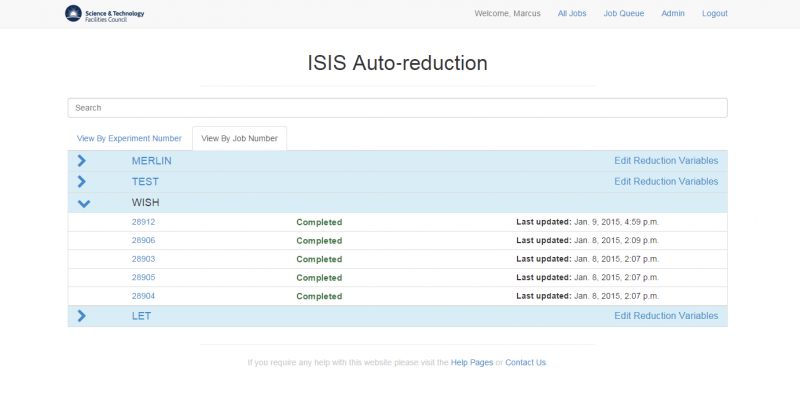 Science & Technology
Facilities Council
Welcome, Marcus All Jobs Job Queue Admin Logout
ISIS Auto-reduction
Search
View By Experiment Number View By Job Number
MERLIN Edit Reduction Variables
TEST Edit Reduction Variables
WISH
28912 Completed Last updated: Jan. 9, 2015, 4:59 p.m.
28906 Completed Last updated: Jan. 8, 2015, 2:09 p.m.
28903 Completed Last updated: Jan. 8, 2015, 2:07 p.m.
28905 Completed Last updated: Jan. 8, 2015, 2:07 p.m.
28904 Completed Last updated: Jan. 8, 2015, 2:07 p.m.
LET Edit Reduction Variables
If you require any help with this website please visit the Help Pages or Contact Us